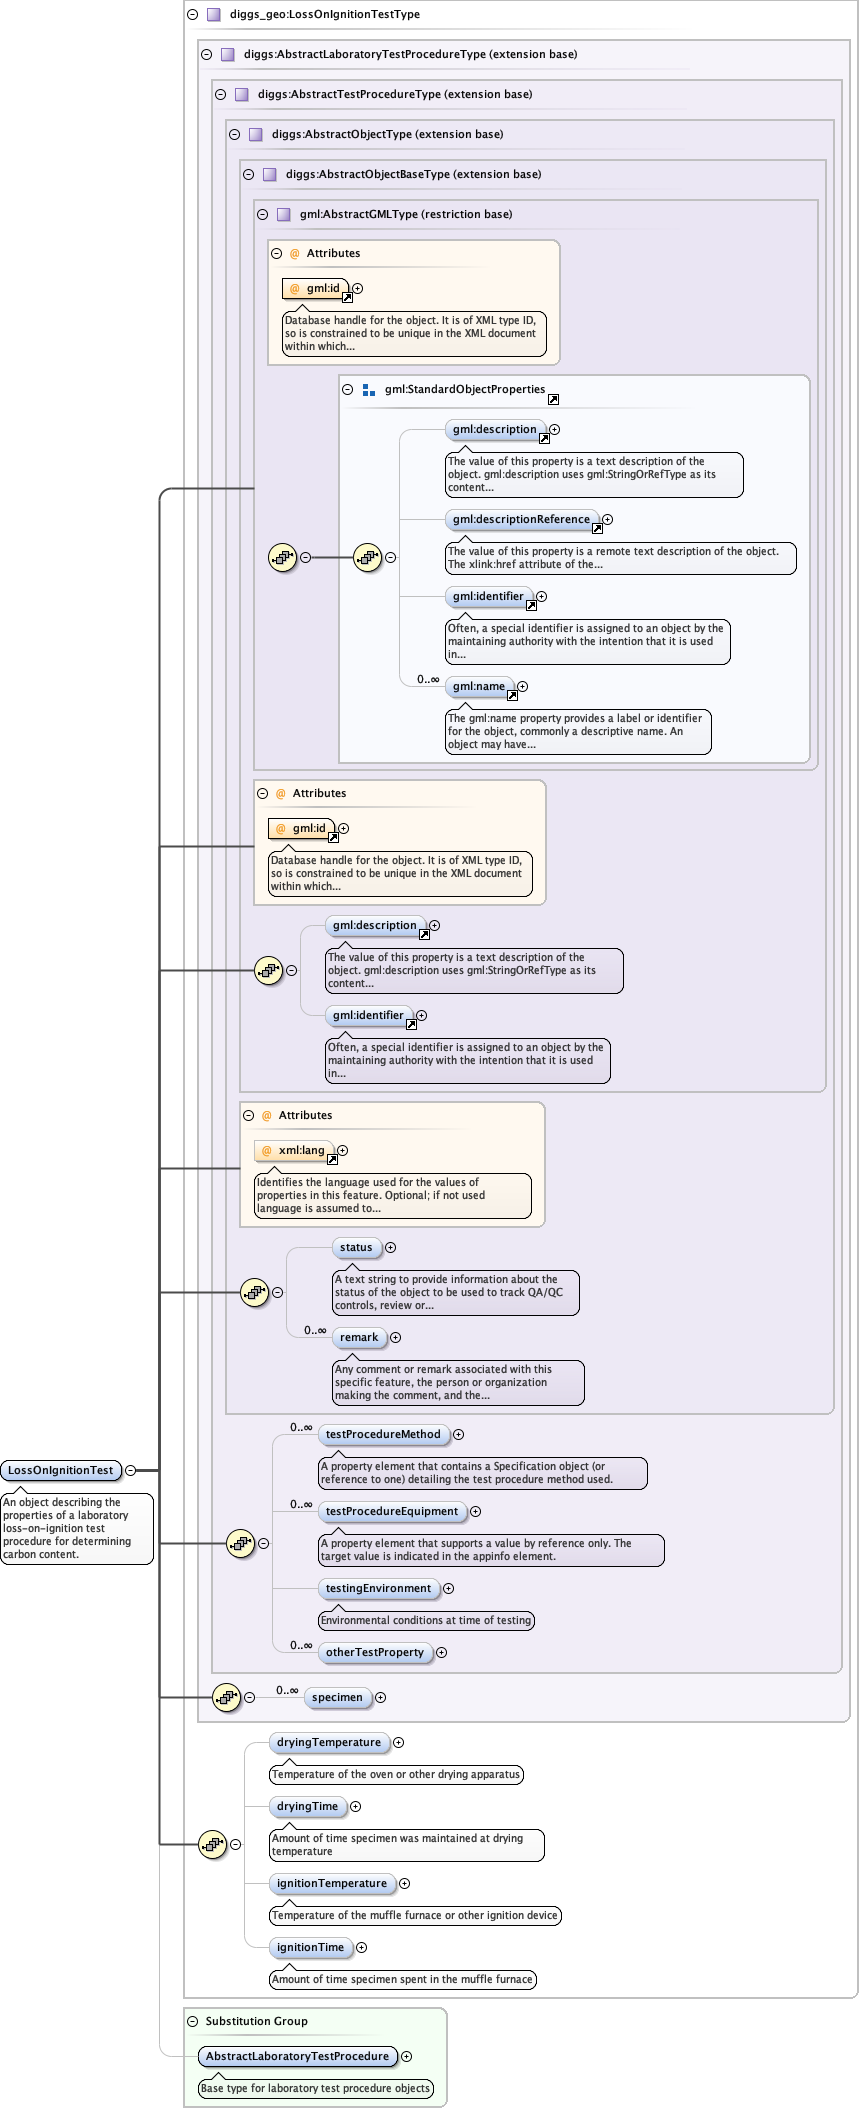 diggs_geo:LossOnIgnitionTestType
diggs:AbstractLaboratoryTestProcedureType (extension base)
diggs:AbstractTestProcedureType (extension base)
diggs:AbstractObjectType (extension base)
diggs:AbstractObjectBaseType (extension base)
gml:AbstractGMLType (restriction base)
@ Attributes
@ gml:id
Database handle for the object. It is of XML type ID,
so is constrained to be unique in the XML document
within which...
gml:StandardObjectProperties
gml:description
The value of this property is a text description of the
object. gml:description uses gml:StringOrRefType as its
content...
gml:descriptionReference
The value of this property is a remote text description of the object.
The xlink:href attribute of the...
gml:identifier
Often, a special identifier is assigned to an object by the
maintaining authority with the intention that it is used
in...
0..∞
gml:name
The gml:name property provides a label or identifier
for the object, commonly a descriptive name. An
object may have...
@ Attributes
@ gml:id
Database handle for the object. It is of XML type ID,
so is constrained to be unique in the XML document
within which...
gml:description
The value of this property is a text description of the
object. gml:description uses gml:StringOrRefType as its
content...
gml:identifier
Often, a special identifier is assigned to an object by the
maintaining authority with the intention that it is used
in...
@ Attributes
@ xml:lang
Identifies the language used for the values of
properties in this feature. Optional; if not used
language is assumed to...
status
A text string to provide information about the
status of the object to be used to track QA/QC
controls, review or...
0..∞
remark
Any comment or remark associated with this
specific feature, the person or organization
making the comment, and the...
0..∞
testProcedureMethod
A property element that contains a Specification object (or
reference to one) detailing the test procedure method used.
LossOnIgnitionTest
An object describing the
properties of a laboratory
loss-on-ignition test
procedure for determining
carbon content.
0..∞
testProcedureEquipment
A property element that supports a value by reference only. The
target value is indicated in the appinfo element.
testingEnvironment
Environmental conditions at time of testing
0..∞
otherTestProperty
0..∞
specimen
dryingTemperature
Temperature of the oven or other drying apparatus
dryingTime
Amount of time specimen was maintained at drying
temperature
ignitionTemperature
Temperature of the muffle furnace or other ignition device
ignitionTime
Amount of time specimen spent in the muffle furnace
Substitution Group
AbstractLaboratoryTestProcedure
Base type for laboratory test procedure objects